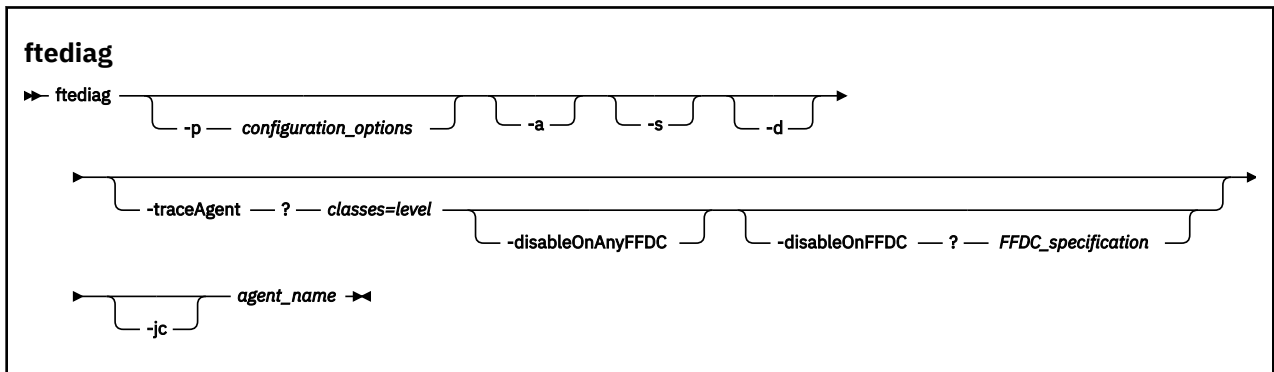 ftediag
ftediag
-p configuration_options -a -s -d
-traceAgent ? classes=level
-disableOnAnyFFDC -disableOnFFDC ? FFDC_specification
agent_name
-jc